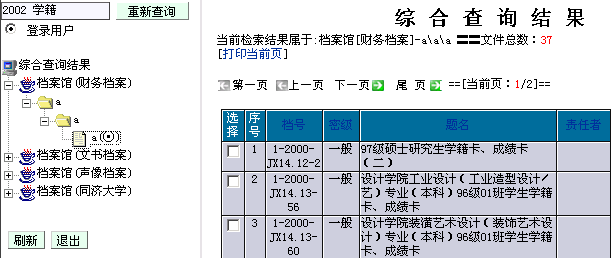 2002 学籍
重新查询
登录用户
综合查询结果
档案馆(财务档案)
a
a
a(⊙)
档案馆(文书档案)
档案馆(声像档案)
档案馆(同济大学)
刷新
退出
综 合 查 询 结 果
当前检索结果属于:档案馆[财务档案]-a\a\a 〓〓文件总数：37
[打印当前页]
第一页 上一页 下一页 尾 页 ==[当前页：1/2]==
选择 序号 档号 密级 题名 责任者
1 1-2000-JX14.12-2 一般 97级硕士研究生学籍卡、成绩卡（二）
2 1-2000-JX14.13-56 一般 设计学院工业设计（工业造型设计／艺）专业（本科）96级01班学生学籍卡、成绩卡
3 1-2000-JX14.13-60 一般 设计学院装潢艺术设计（装饰艺术设计）专业（本科）96级01班学生学籍卡、成绩卡